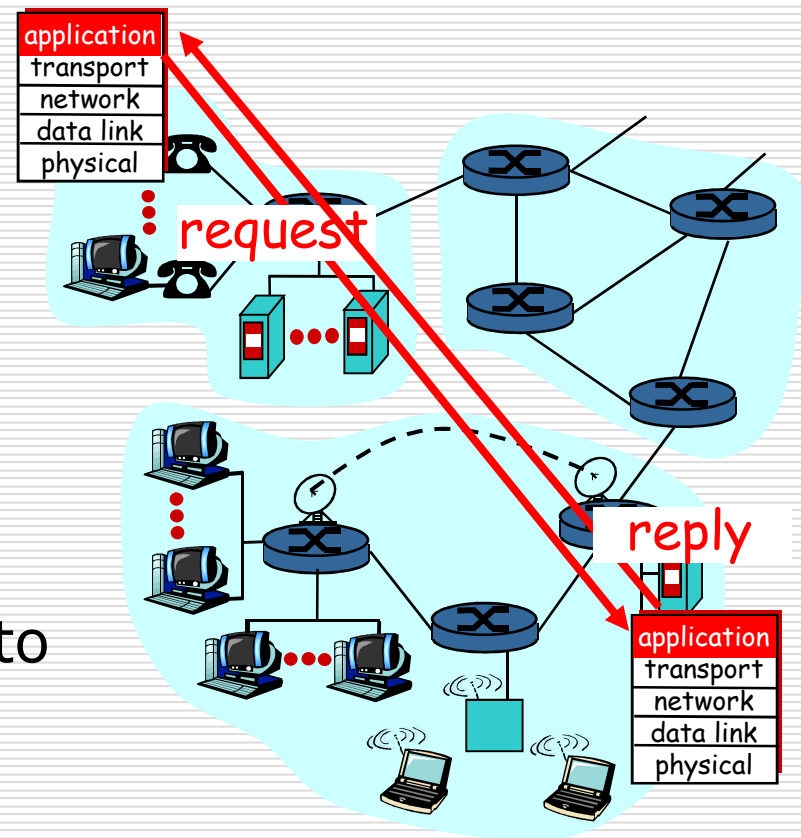 application
transport
network
data link
physical
request
reply
to
application
transport
network
data link
physical